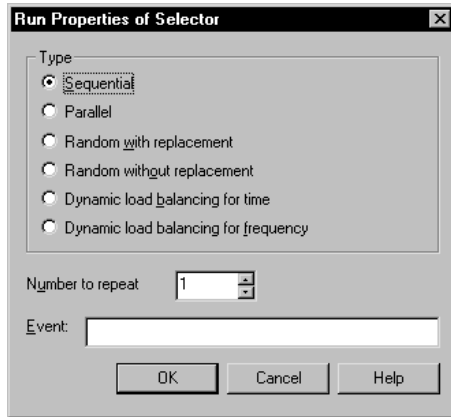 Run Properties of Selector
Type
Sequential
Parallel
Random with replacement
Random without replacement
Dynamic load balancing for time
Dynamic load balancing for frequency
Number to repeat 1
Event:
OK Cancel Help